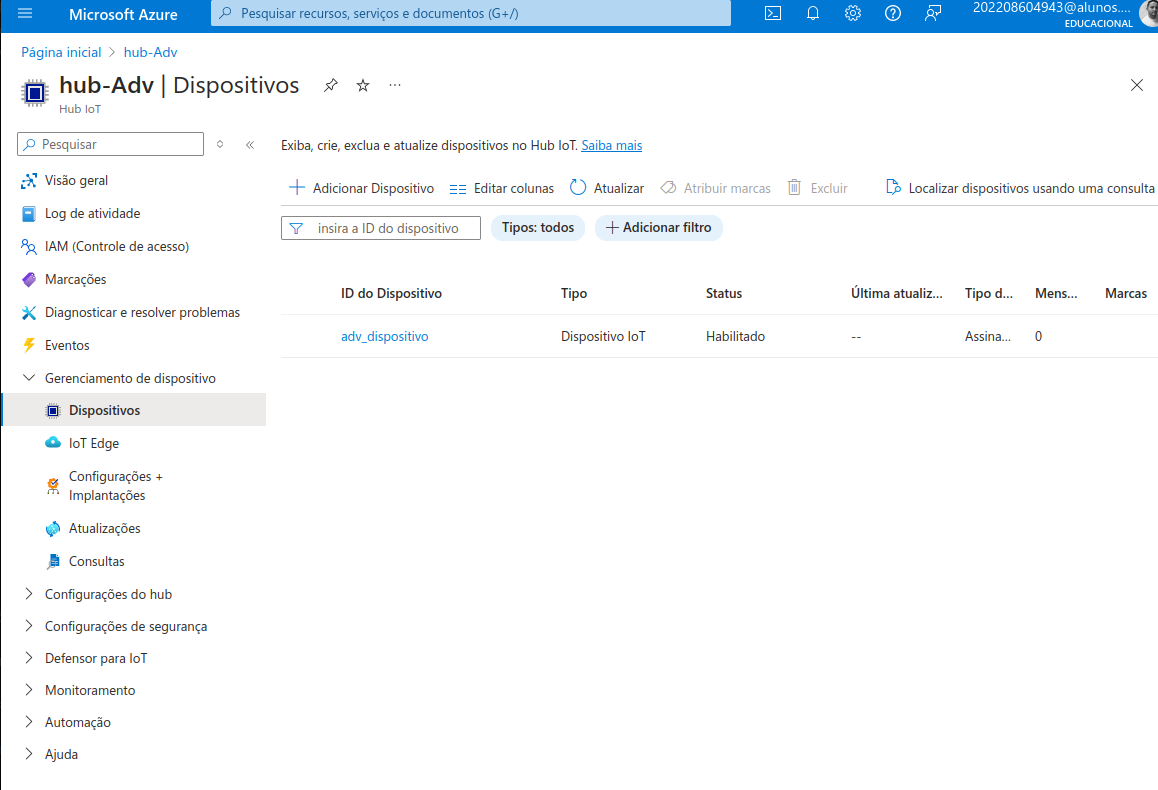 Microsoft Azure
Pesquisar recursos, serviços e documentos (G+/)
202208604943@alunos....
EDUCACIONAL
Página inicial > hub-Adv
hub-Adv | Dispositivos
Hub IoT
Pesquisar
Visão geral
Log de atividade
IAM (Controle de acesso)
Marcações
Diagnosticar e resolver problemas
Eventos
Gerenciamento de dispositivo
Dispositivos
IoT Edge
Configurações +
Implantações
Atualizações
Consultas
Configurações do hub
Configurações de segurança
Defensor para IoT
Monitoramento
Automação
Ajuda
Exiba, crie, exclua e atualize dispositivos no Hub IoT. Saiba mais
Adicionar Dispositivo Editar colunas Atualizar Atribuir marcas Excluir Localizar dispositivos usando uma consulta
insira a ID do dispositivo Tipos: todos Adicionar filtro
ID do Dispositivo Tipo Status Última atualiz... Tipo d... Mens... Marcas
adv_dispositivo Dispositivo IoT Habilitado -- Assina... 0